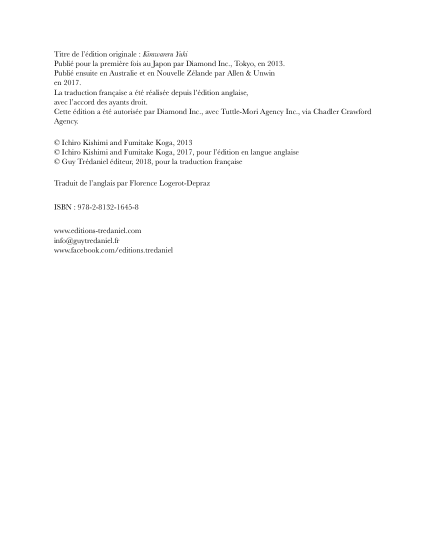 Titre de l'édition originale : Kirawareru Yuki
Publié pour la première fois au Japon par Diamond Inc., Tokyo, en 2013.
Publié ensuite en Australie et en Nouvelle Zélande par Allen & Unwin
en 2017.
La traduction française a été réalisée depuis l'édition anglaise,
avec l'accord des ayants droit.
Cette édition a été autorisée par Diamond Inc., avec Tuttle-Mori Agency Inc., via Chadler Crawford
Agency.
© Ichiro Kishimi and Fumitake Koga, 2013
© Ichiro Kishimi and Fumitake Koga, 2017, pour l'édition en langue anglaise
© Guy Trédaniel éditeur, 2018, pour la traduction française
Traduit de l'anglais par Florence Logerot-Depraz
ISBN : 978-2-8132-1645-8
www.editions-tredaniel.com
info@guytredaniel.fr
www.facebook.com/editions.tredaniel